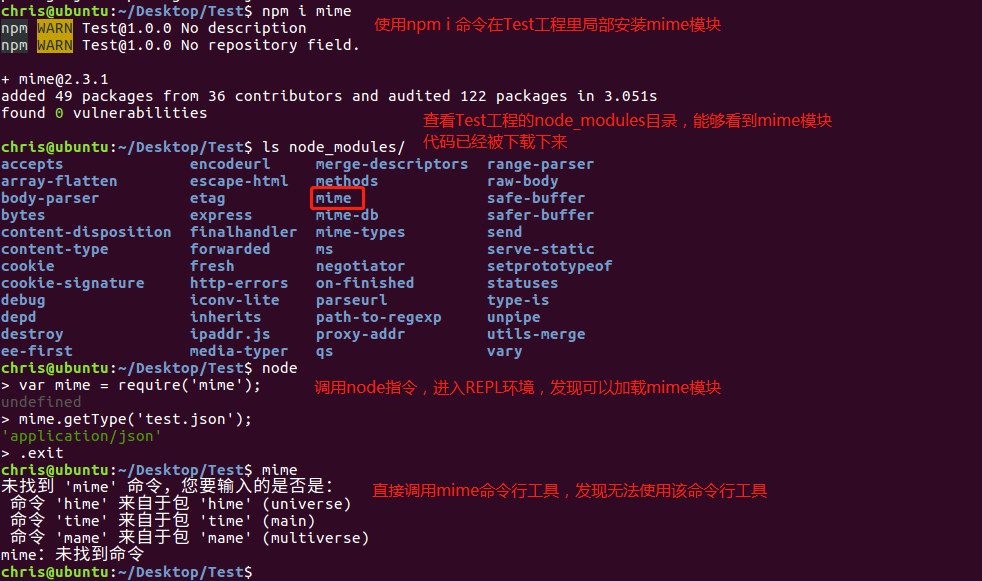 chris@ubuntu:~/Desktop/Test$ npm i mime
使用npm i 命令在Test工程里局部安装mime模块
npm WARN Test@1.0.0 No description
npm WARN Test@1.0.0 No repository field.
+ mime@2.3.1
added 49 packages from 36 contributors and audited 122 packages in 3.051s
found 0 vulnerabilities
查看Test工程的node_modules目录，能够看到mime模块
代码已经被下载下来
chris@ubuntu:~/Desktop/Test$ ls node_modules/
accepts encodeurl merge-descriptors range-parser
array-flatten escape-html methods raw-body
body-parser etag mime safe-buffer
bytes express mime-db safer-buffer
content-disposition finalhandler mime-types send
content-type forwarded ms serve-static
cookie fresh negotiator setprototypeof
cookie-signature http-errors on-finished statuses
debug iconv-lite parseurl type-is
depd inherits path-to-regexp unpipe
destroy ipaddr.js proxy-addr utils-merge
ee-first media-typer qs vary
chris@ubuntu:~/Desktop/Test$ node
> var mime = require('mime');
调用node指令，进入REPL环境，发现可以加载mime模块
undefined
> mime.getType('test.json');
'application/json'
> .exit
chris@ubuntu:~/Desktop/Test$ mime
未找到 'mime' 命令，您要输入的是否是：
直接调用mime命令行工具，发现无法使用该命令行工具
命令 'hime' 来自于包 'hime' (universe)
命令 'time' 来自于包 'time' (main)
命令 'mame' 来自于包 'mame' (multiverse)
mime：未找到命令
chris@ubuntu:~/Desktop/Test$